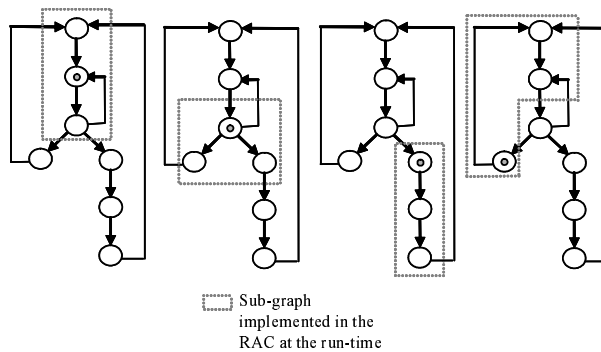 Sub-graph
implemented in the
RAC at the run-time